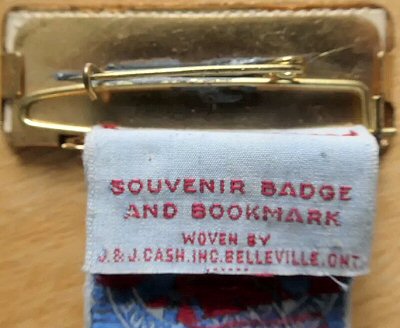 SOUVENIR BADGE
AND BOOKMARK
WOVEN BY
J. & J. CASH. INC. BELLEVILLE. ONT.